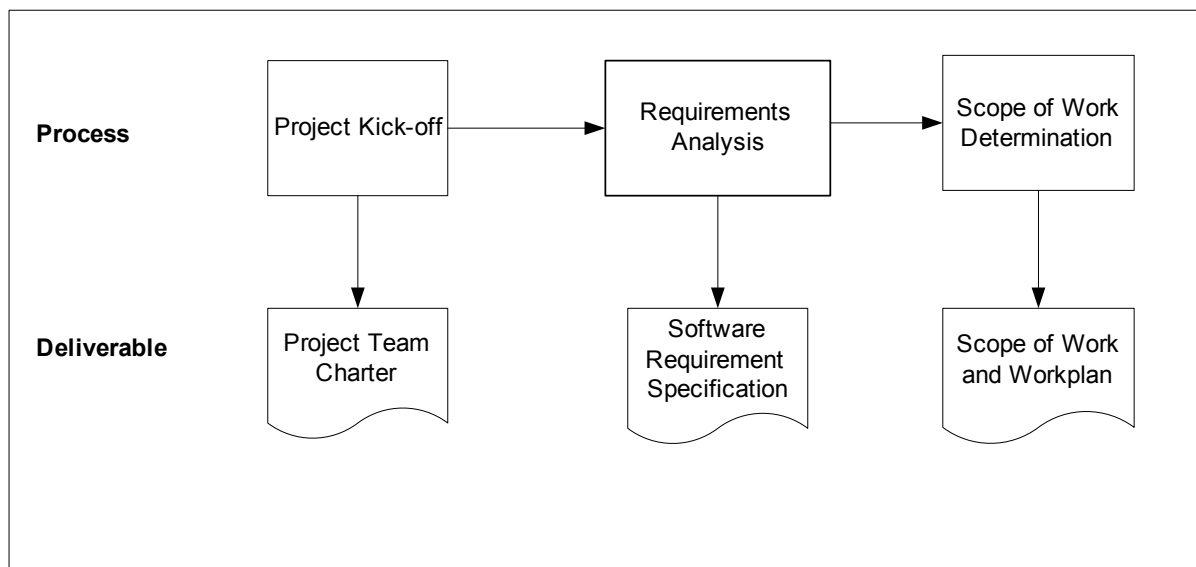 Process
Project Kick-off
Requirements
Analysis
Scope of Work
Determination
Deliverable
Project Team
Charter
Software
Requirement
Specification
Scope of Work
and Workplan